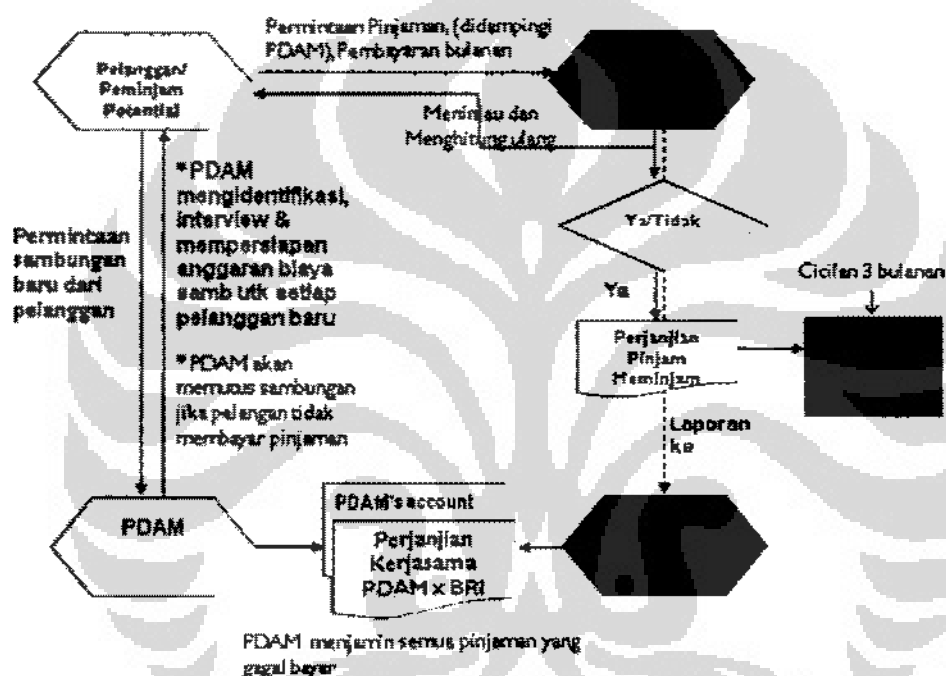 Permintaan Pinjaman, (didampingi
PDAM), Pembayaran bulanan
Pelanggan/
Peminjam
Potential
Meninjau dan
Menghitung ulang
* PDAM
mengidentifikasi,
interview &
mempersiapan
anggaran biaya
samb utk setiap
pelanggan baru
Permintaan
sambungan
baru dari
pelanggan
Ya/Tidak
Ya
Cicilan 3 bulanan
Perjanjian
Pinjam
Meminjam
* PDAM akan
memutus sambungan
jika pelangan tidak
membayar pinjaman
Laporan
ke
PDAM
PDAM's account
Perjanjian
Kerjasama
PDAM x BRI
PDAM menjamin semua pinjaman yang
gagal bayar